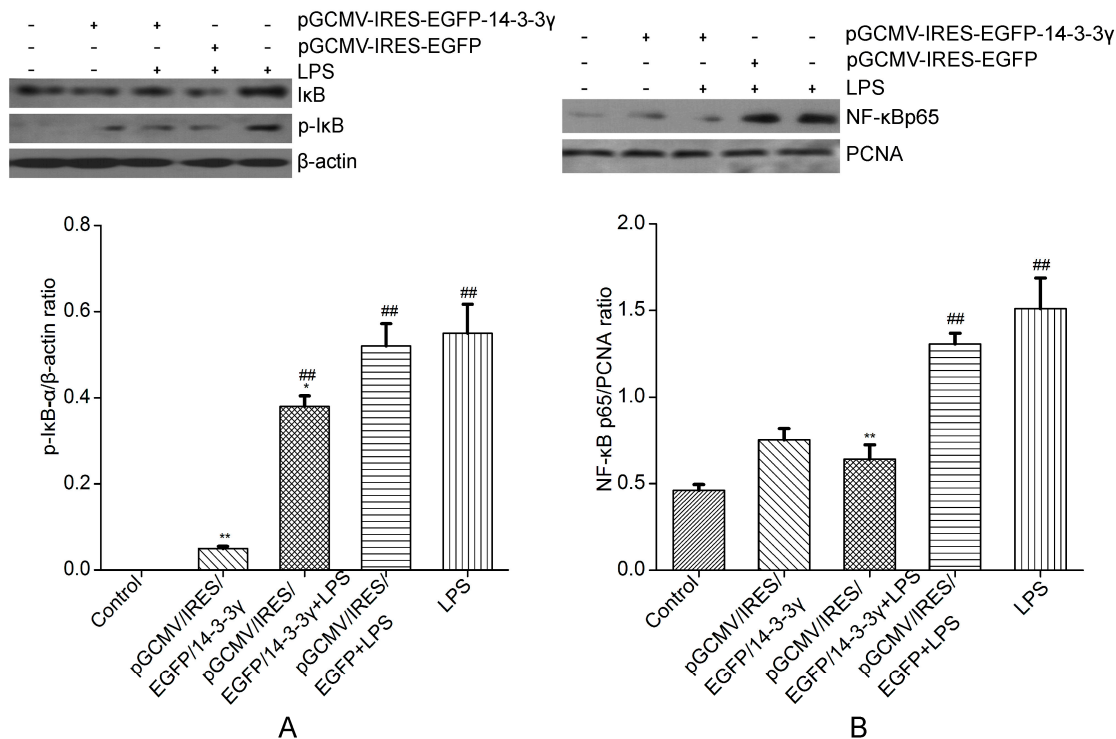 - + + - - pGCMV-IRES-EGFP-14-3-3γ
- - - + - pGCMV-IRES-EGFP
- - + + + LPS
IκB
p-IκB
β-actin
0.8
0.6
0.4
0.2
0.0
p-IκB-α/β-actin ratio
**
##
*
##
##
Control
pGCMV/IRES/
EGFP/14-3-3γ
pGCMV/IRES/
EGFP/14-3-3γ+LPS
pGCMV/IRES/
EGFP+LPS
LPS
A
- + + - - pGCMV-IRES-EGFP-14-3-3γ
- - - + - pGCMV-IRES-EGFP
- - + + + LPS
NF-κBp65
PCNA
2.0
1.5
1.0
0.5
0.0
NF-κB p65/PCNA ratio
**
##
##
Control
pGCMV/IRES/
EGFP/14-3-3γ
pGCMV/IRES/
EGFP/14-3-3γ+LPS
pGCMV/IRES/
EGFP+LPS
LPS
B